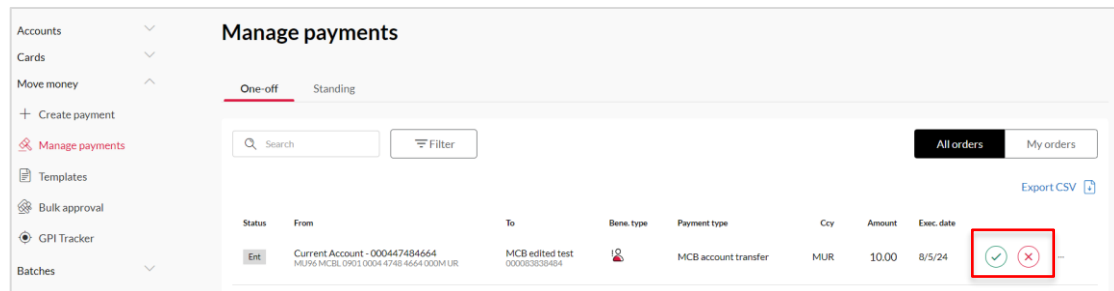 Accounts
Cards
Move money
Create payment
Manage payments
Templates
Bulk approval
GPI Tracker
Batches
Manage payments
One-off Standing
Search Filter All orders My orders
Export CSV
Status From To Bene. type Payment type Ccy Amount Exec. date
Ent Current Account - 000447484664 MCB edited test MCB account transfer MUR 10.00 8/5/24
MU96 MCBL 0901 0004 4748 4664 000M UR 000083838484